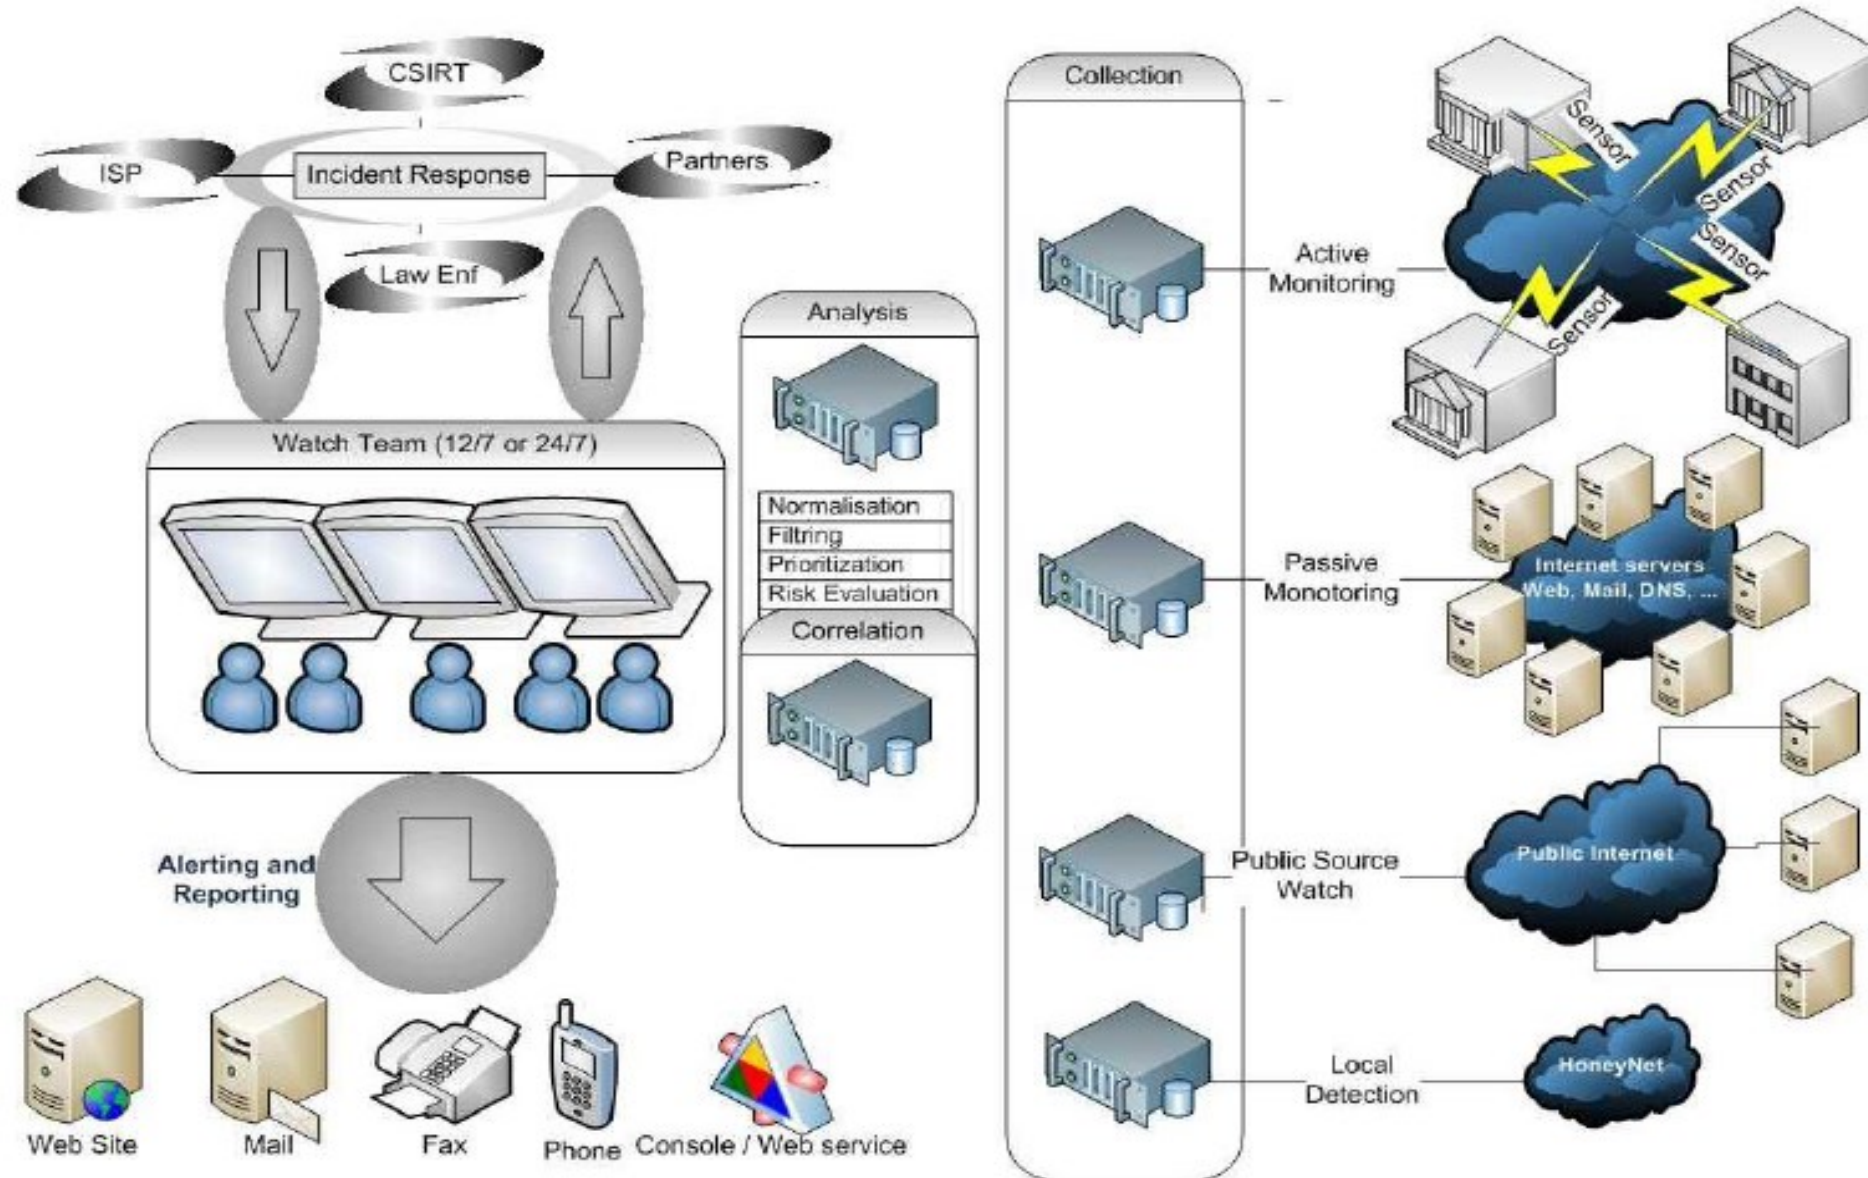 CSIRT
ISP
Incident Response
Partners
Law Enf
Watch Team (12/7 or 24/7)
Alerting and
Reporting
Web Site
Mail
Fax
Phone
Console / Web service
Analysis
Normalisation
Filtring
Prioritization
Risk Evaluation
Correlation
Collection
Active
Monitoring
Sensor
Sensor
Sensor
Sensor
Passive
Monotoring
Internet servers
Web, Mail, DNS, ...
Public Source
Watch
Public Internet
Local
Detection
HoneyNet